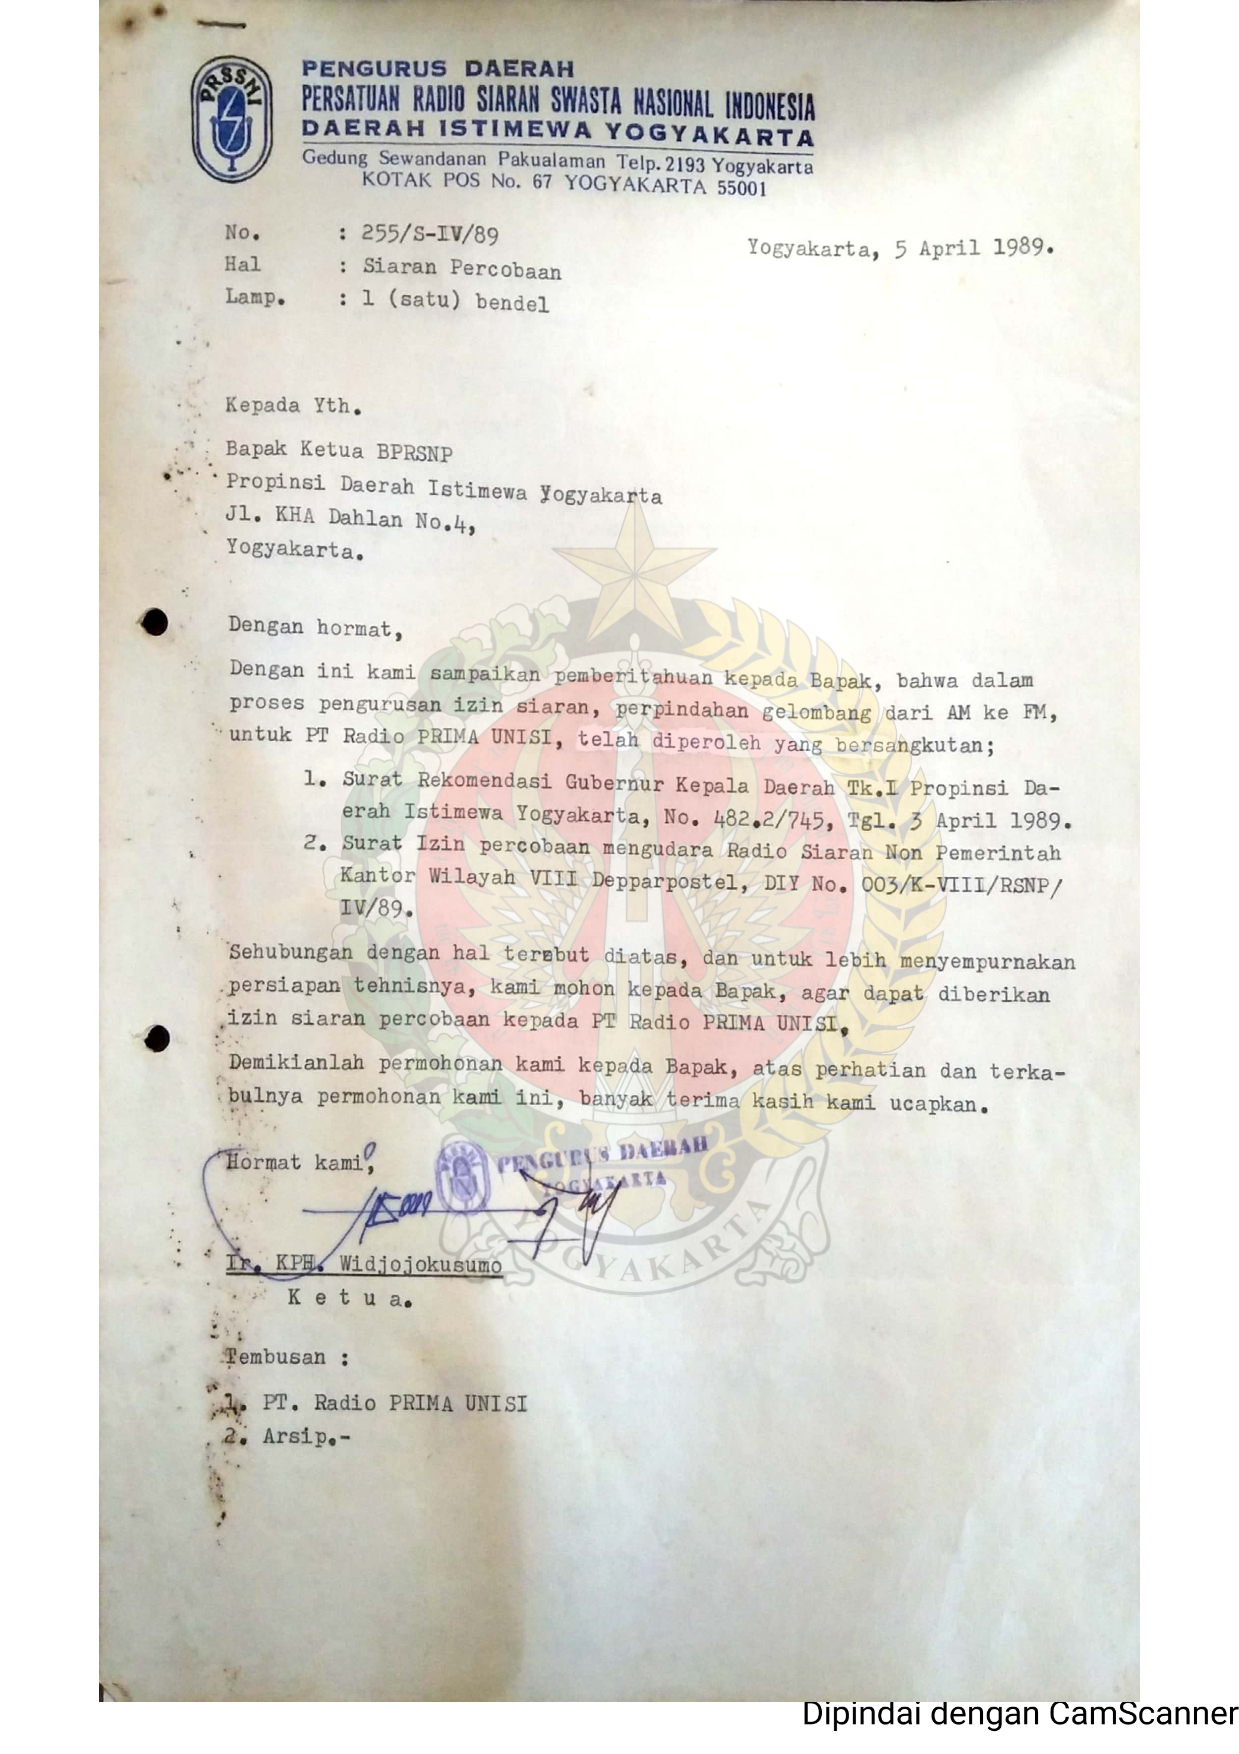 PRSSNI
PENGURUS DAERAH
PERSATUAN RADIO SIARAN SWASTA NASIONAL INDONESIA
DAERAH ISTIMEWA YOGYAKARTA
Gedung Sewandanan Pakualaman Telp. 2193 Yogyakarta
KOTAK POS No. 67 YOGYAKARTA 55001
No. : 255/S-IV/89
Yogyakarta, 5 April 1989.
Hal : Siaran Percobaan
Lamp. : 1 (satu) bendel
Kepada Yth.
Bapak Ketua BPRSNP
Propinsi Daerah Istimewa Yogyakarta
Jl. KHA Dahlan No.4,
Yogyakarta.
Dengan hormat,
Dengan ini kami sampaikan pemberitahuan kepada Bapak, bahwa dalam
proses pengurusan izin siaran, perpindahan gelombang dari AM ke FM,
untuk PT Radio PRIMA UNISI, telah diperoleh yang bersangkutan;
1. Surat Rekomendasi Gubernur Kepala Daerah Tk.I Propinsi Da-
erah Istimewa Yogyakarta, No. 482.2/745, Tgl. 3 April 1989.
2. Surat Izin percobaan mengudara Radio Siaran Non Pemerintah
Kantor Wilayah VIII Depparpostel, DIY No. 003/K-VIII/RSNP/
IV/89.
Sehubungan dengan hal tersebut diatas, dan untuk lebih menyempurnakan
persiapan tehnisnya, kami mohon kepada Bapak, agar dapat diberikan
izin siaran percobaan kepada PT Radio PRIMA UNISI.
Demikianlah permohonan kami kepada Bapak, atas perhatian dan terka-
bulnya permohonan kami ini, banyak terima kasih kami ucapkan.
Hormat kami,
PENGURUS DAERAH
YOGYAKARTA
YOGYAKARTA
Ir. KPH. Widjojokusumo
K e t u a.
Tembusan :
1. PT. Radio PRIMA UNISI
2. Arsip.-
Dipindai dengan CamScanner